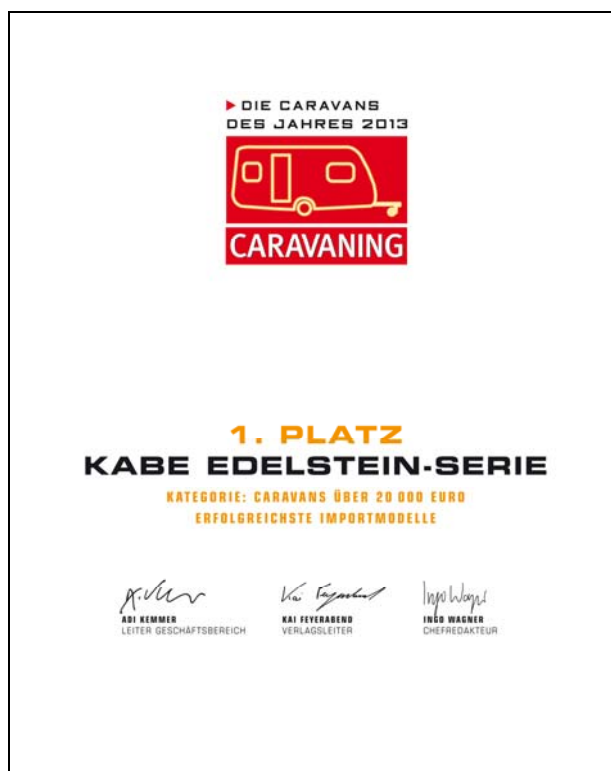 DIE CARAVANS
DES JAHRES 2013
CARAVANING
1. PLATZ
KABE EDELSTEIN-SERIE
KATEGORIE: CARAVANS ÜBER 20 000 EURO
ERFOLGREICHSTE IMPORTMODELLE
ADI KEMMER
LEITER GESCHÄFTSBEREICH
KAI FEYERABEND
VERLAGSLEITER
INGO WAGNER
CHEFREDAKTEUR